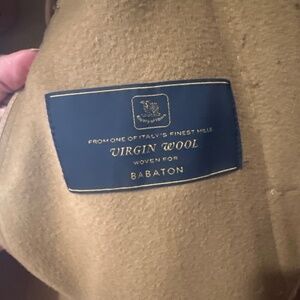 FROM ONE OF ITALY'S FINEST MILLS
VIRGIN WOOL
WOVEN FOR
BABATON